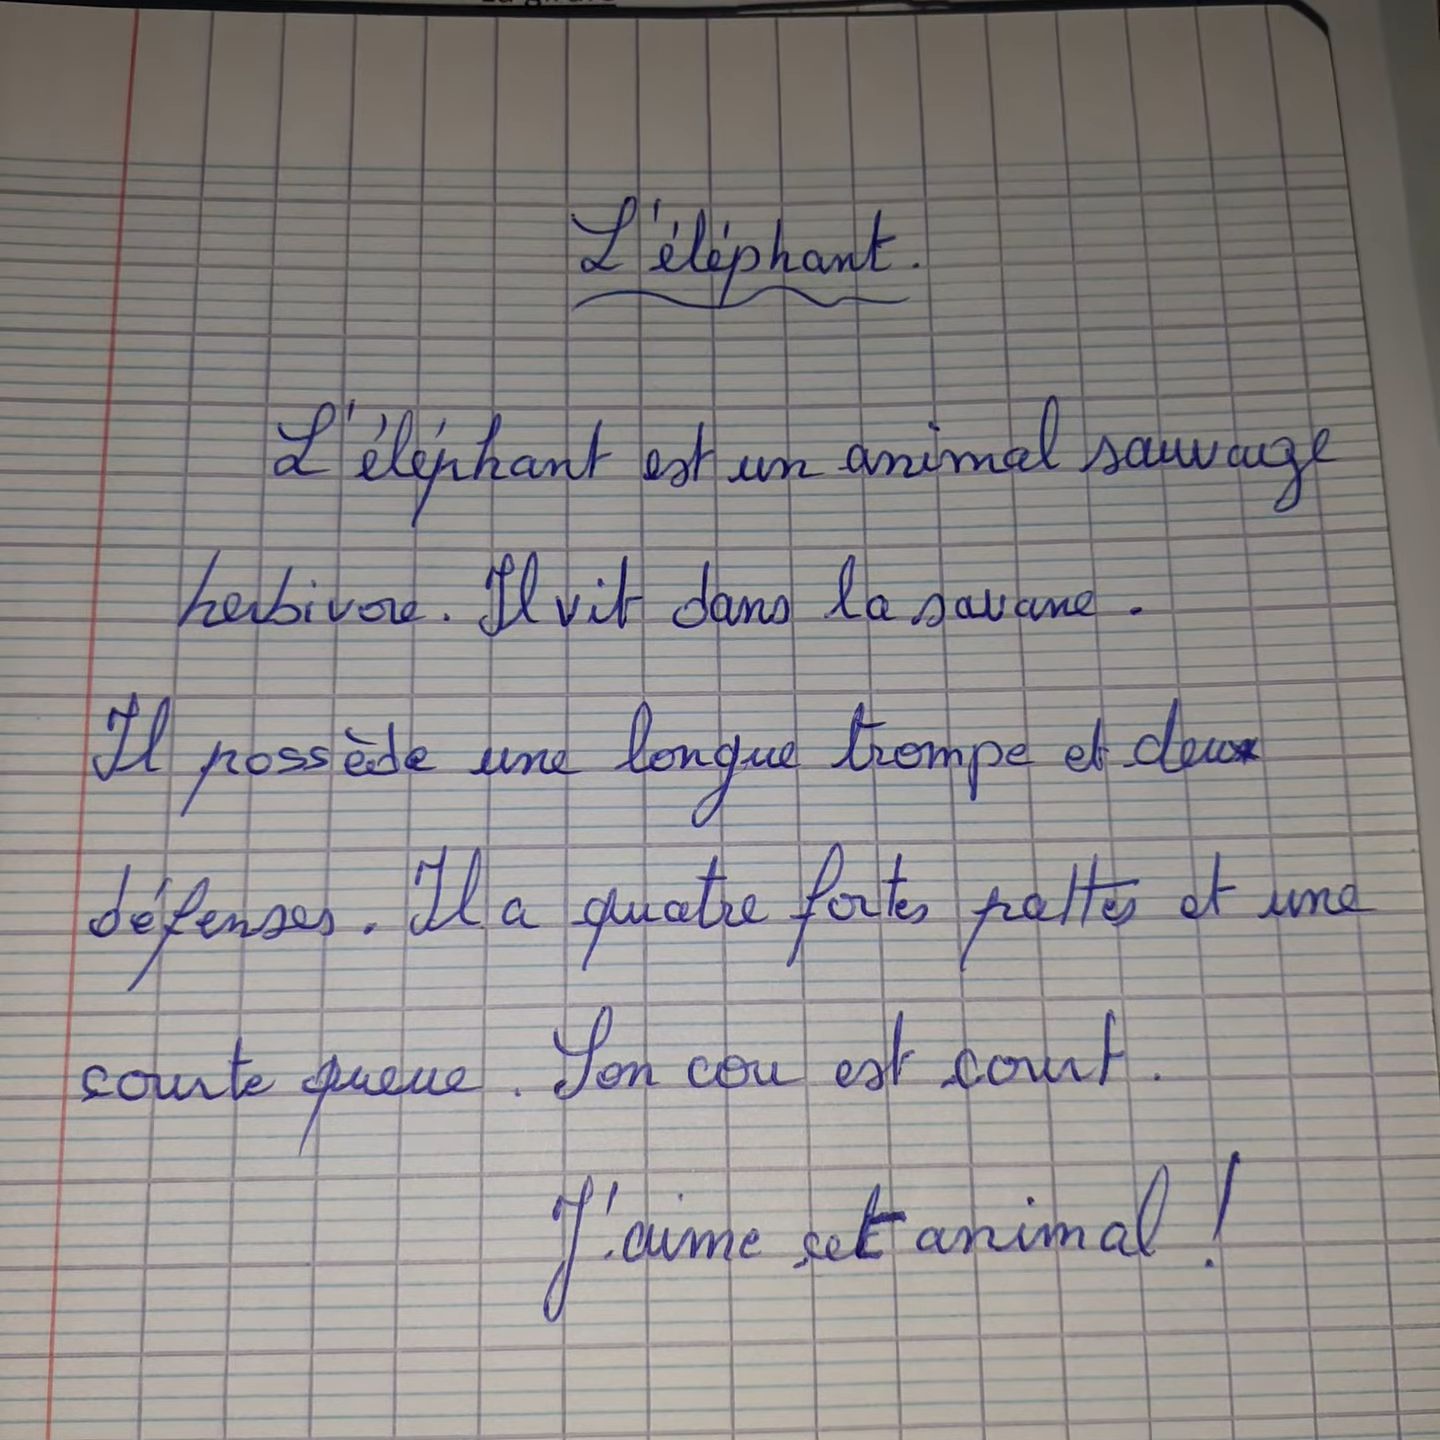 L'éléphant.
L'éléphant est un animal sauvage
herbivore. Il vit dans la savane.
Il possède une longue trompe et deux
défenses. Il a quatre fortes pattes et une
courte queue. Son cou est court.
J'aime cet animal !